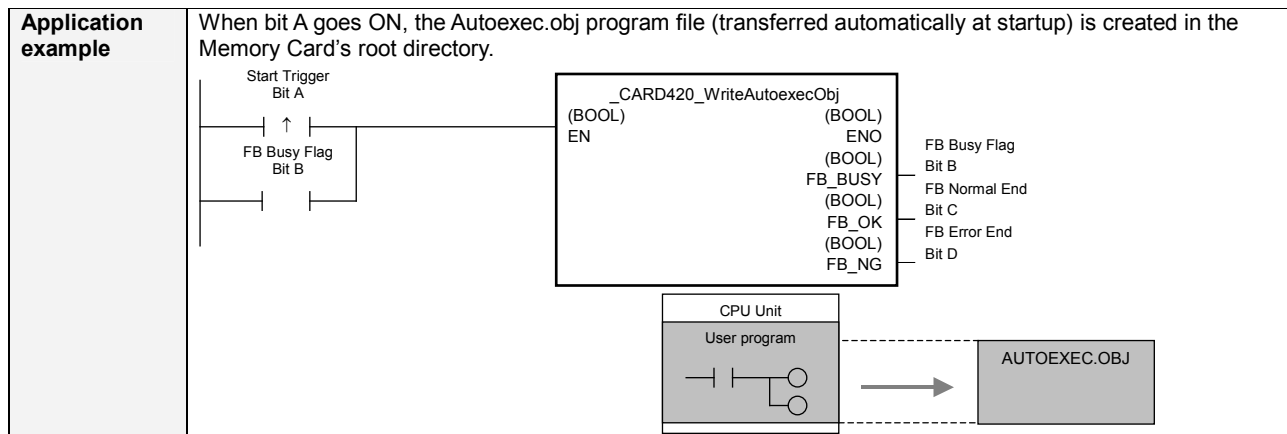 Application example
When bit A goes ON, the Autoexec.obj program file (transferred automatically at startup) is created in the
Memory Card’s root directory.
Start Trigger
Bit A
↑
FB Busy Flag
Bit B
_CARD420_WriteAutoexecObj
(BOOL)
EN
(BOOL)
ENO
(BOOL)
FB_BUSY
(BOOL)
FB_OK
(BOOL)
FB_NG
FB Busy Flag
Bit B
FB Normal End
Bit C
FB Error End
Bit D
CPU Unit
User program
AUTOEXEC.OBJ